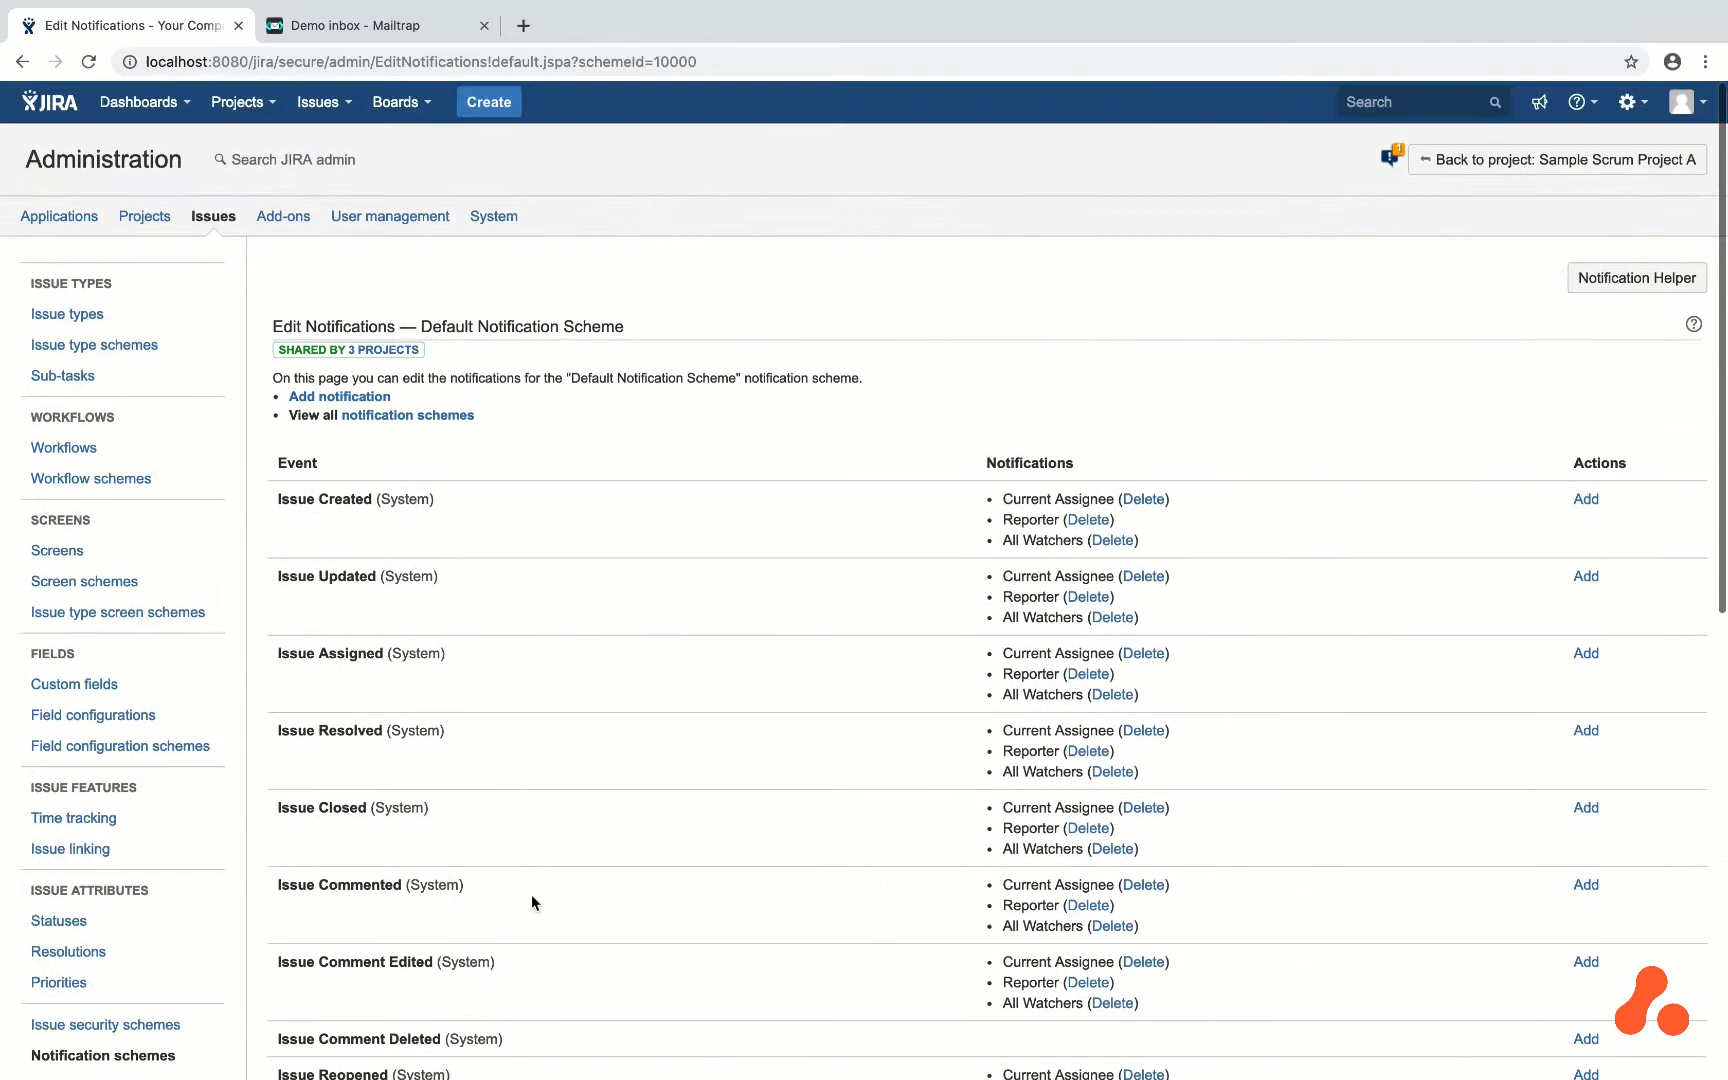 Edit Notifications - Your Comp
Demo inbox - Mailtrap
localhost:8080/jira/secure/admin/EditNotifications!default.jspa?schemeId=10000
JIRA Dashboards Projects Issues Boards Create Search
Administration Search JIRA admin Back to project: Sample Scrum Project A
Applications Projects Issues Add-ons User management System
ISSUE TYPES
Issue types
Issue type schemes
Sub-tasks
WORKFLOWS
Workflows
Workflow schemes
SCREENS
Screens
Screen schemes
Issue type screen schemes
FIELDS
Custom fields
Field configurations
Field configuration schemes
ISSUE FEATURES
Time tracking
Issue linking
ISSUE ATTRIBUTES
Statuses
Resolutions
Priorities
Issue security schemes
Notification schemes
Notification Helper
Edit Notifications — Default Notification Scheme
SHARED BY 3 PROJECTS
On this page you can edit the notifications for the "Default Notification Scheme" notification scheme.
• Add notification
• View all notification schemes
Event Notifications Actions
Issue Created (System) • Current Assignee (Delete) Add
• Reporter (Delete)
• All Watchers (Delete)
Issue Updated (System) • Current Assignee (Delete) Add
• Reporter (Delete)
• All Watchers (Delete)
Issue Assigned (System) • Current Assignee (Delete) Add
• Reporter (Delete)
• All Watchers (Delete)
Issue Resolved (System) • Current Assignee (Delete) Add
• Reporter (Delete)
• All Watchers (Delete)
Issue Closed (System) • Current Assignee (Delete) Add
• Reporter (Delete)
• All Watchers (Delete)
Issue Commented (System) • Current Assignee (Delete) Add
• Reporter (Delete)
• All Watchers (Delete)
Issue Comment Edited (System) • Current Assignee (Delete) Add
• Reporter (Delete)
• All Watchers (Delete)
Issue Comment Deleted (System) Add
Issue Reopened (System) • Current Assignee (Delete) Add